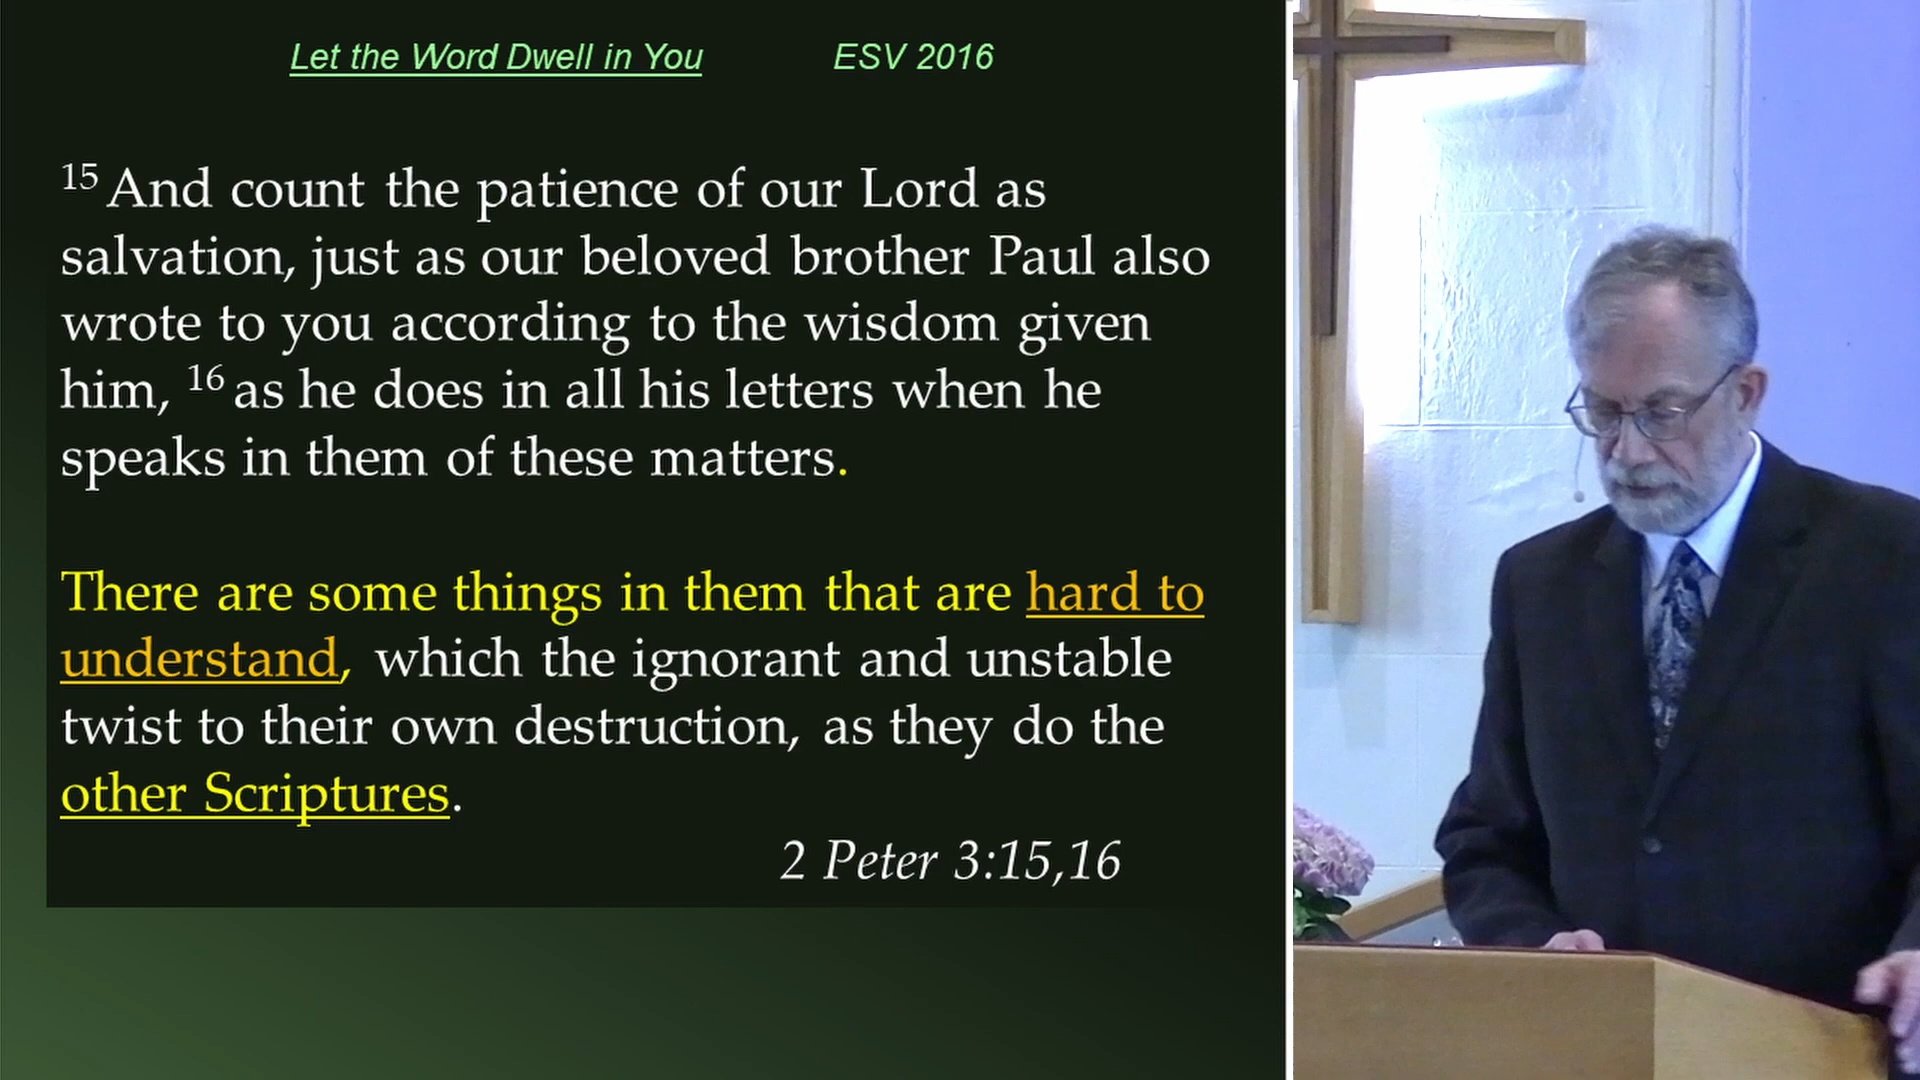 Let the Word Dwell in You ESV 2016
15 And count the patience of our Lord as
salvation, just as our beloved brother Paul also
wrote to you according to the wisdom given
him, 16 as he does in all his letters when he
speaks in them of these matters.
There are some things in them that are hard to
understand, which the ignorant and unstable
twist to their own destruction, as they do the
other Scriptures.
2 Peter 3:15,16